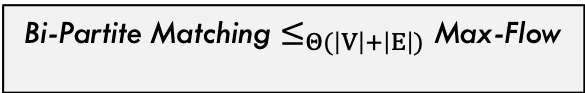 Bi-Partite Matching ≤Θ(|V|+|E|) Max-Flow